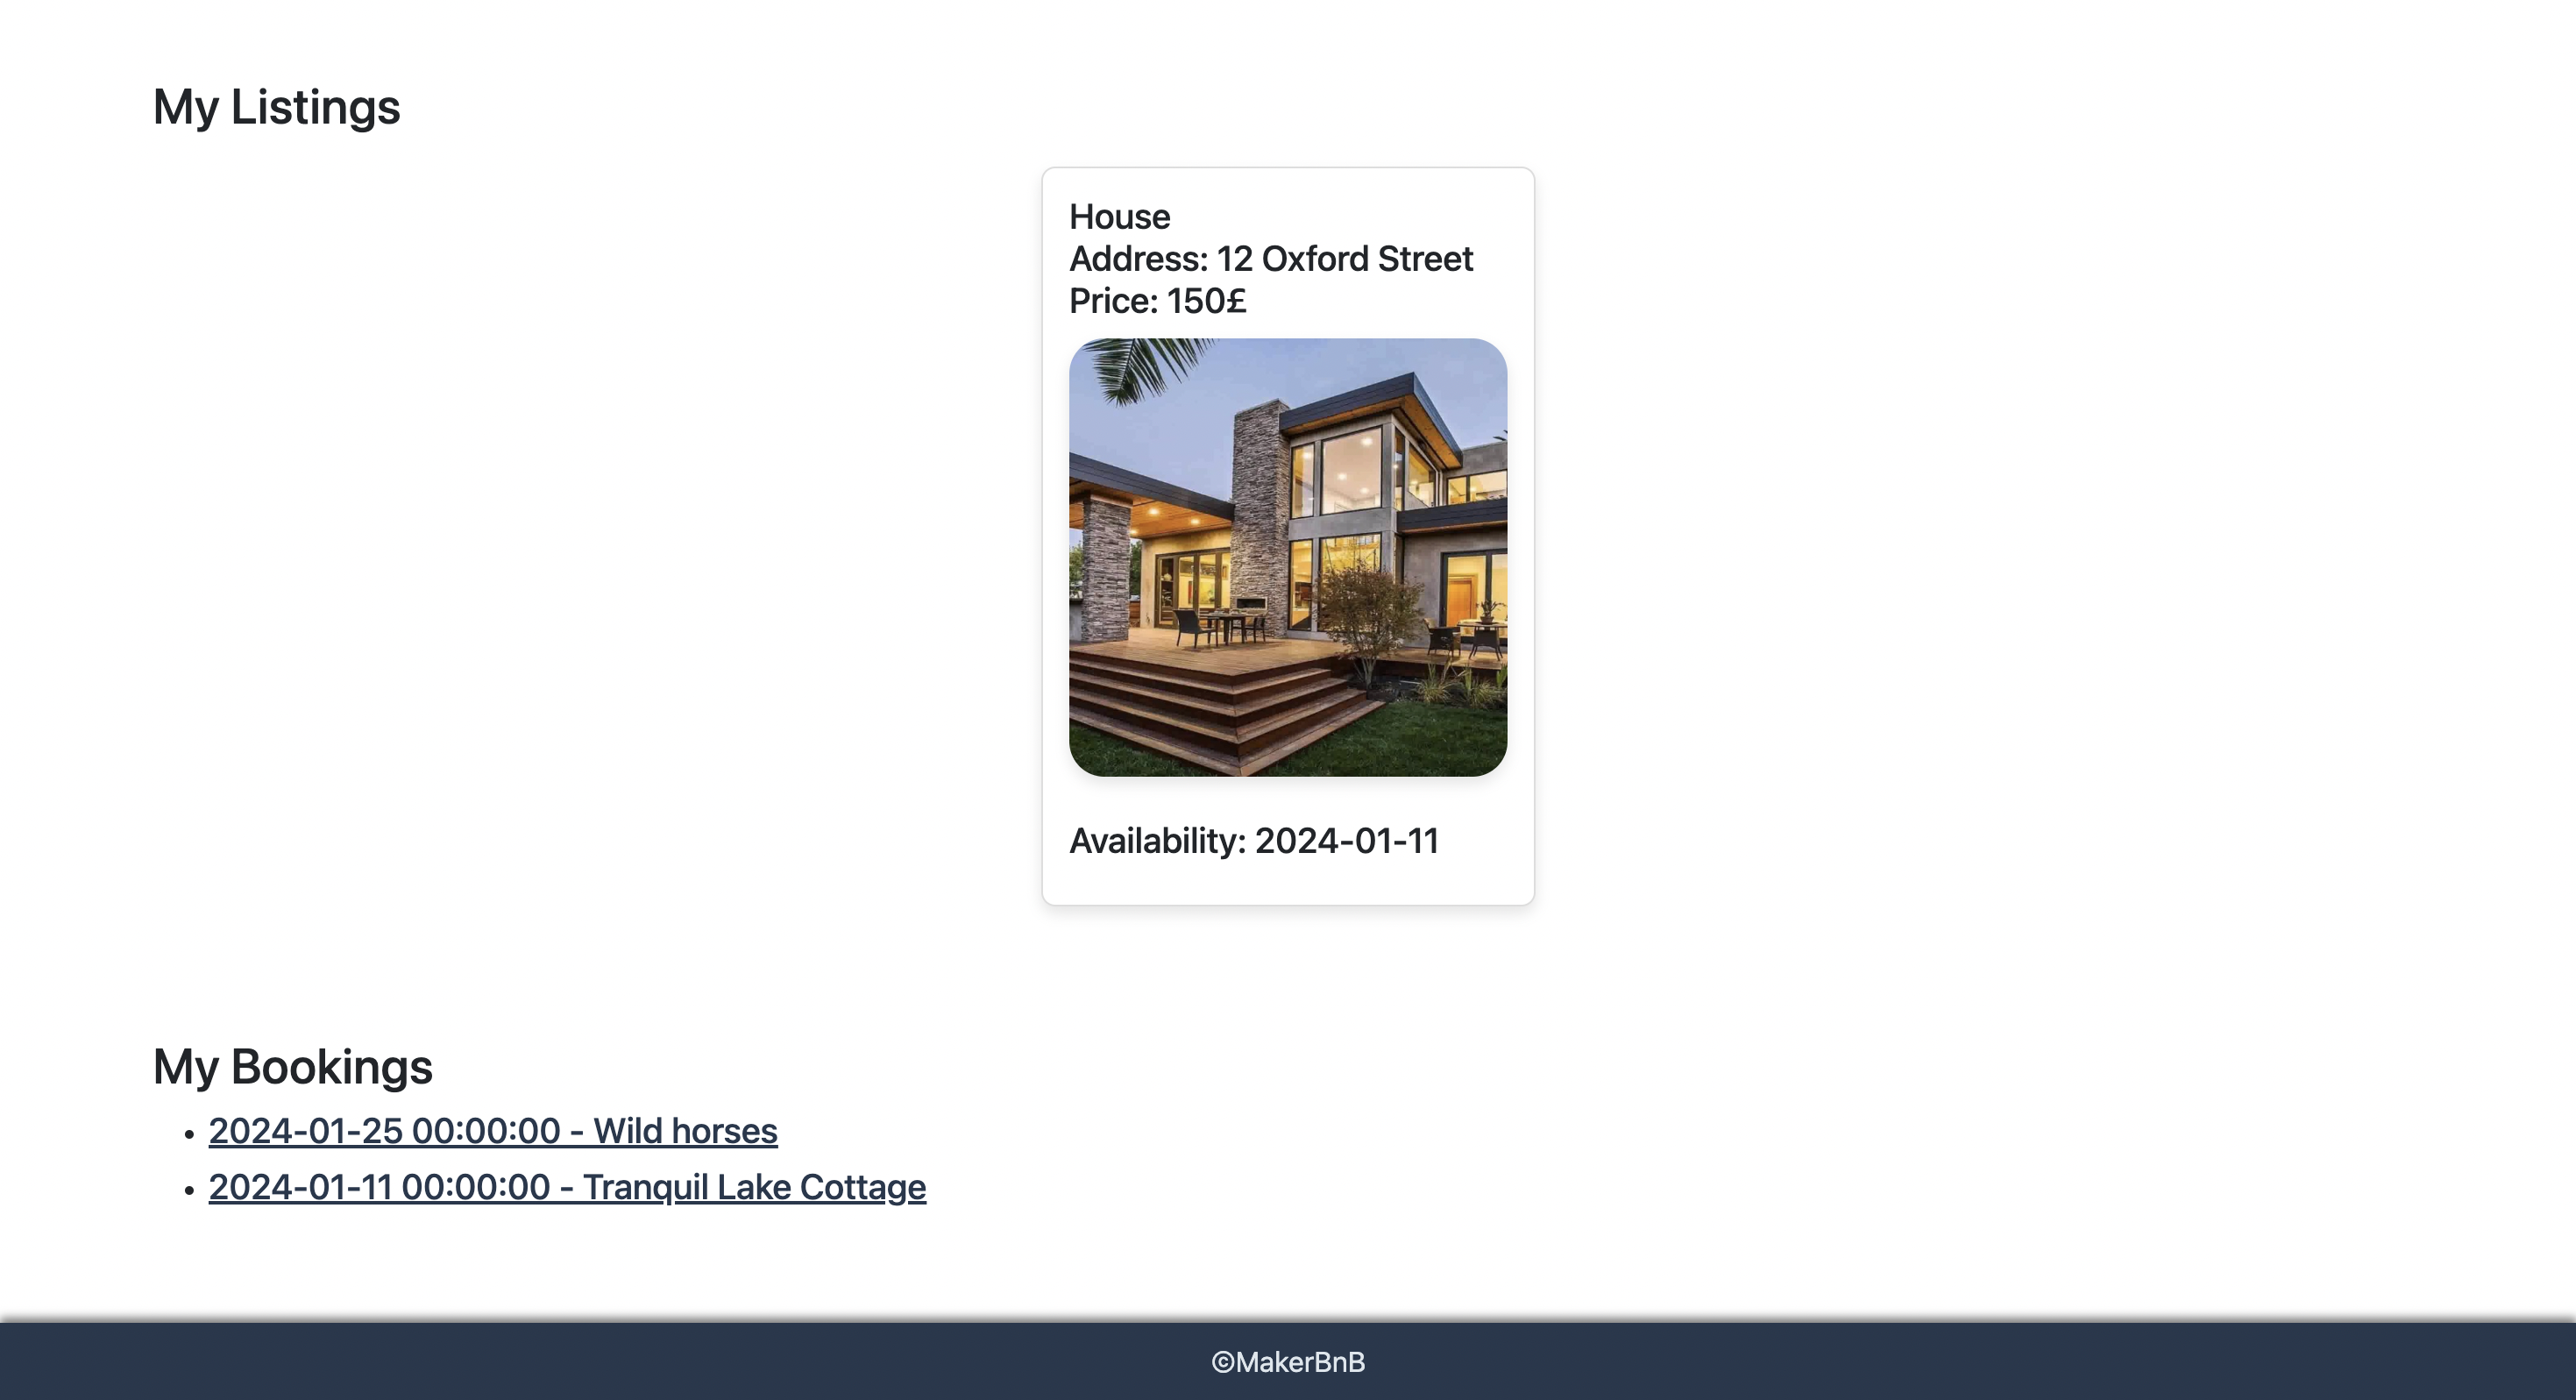 My Listings
House
Address: 12 Oxford Street
Price: 150£
Availability: 2024-01-11
My Bookings
2024-01-25 00:00:00 - Wild horses
2024-01-11 00:00:00 - Tranquil Lake Cottage
©MakerBnB